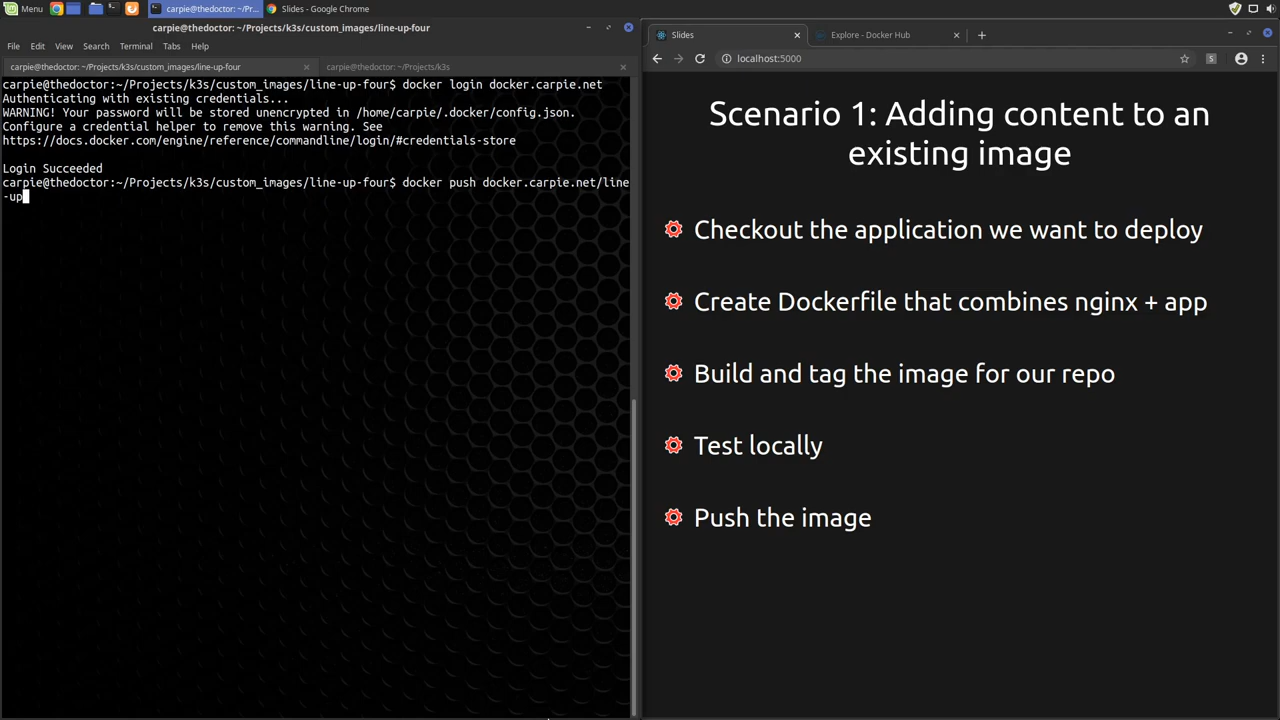 Menu
carpie@thedoctor: ~/Pr...
Slides - Google Chrome
carpie@thedoctor: ~/Projects/k3s/custom_images/line-up-four
File Edit View Search Terminal Tabs Help
carpie@thedoctor: ~/Projects/k3s/custom_images/line-up-four
carpie@thedoctor: ~/Projects/k3s
carpie@thedoctor:~/Projects/k3s/custom_images/line-up-four$ docker login docker.carpie.net
Authenticating with existing credentials...
WARNING! Your password will be stored unencrypted in /home/carpie/.docker/config.json.
Configure a credential helper to remove this warning. See
https://docs.docker.com/engine/reference/commandline/login/#credentials-store
Login Succeeded
carpie@thedoctor:~/Projects/k3s/custom_images/line-up-four$ docker push docker.carpie.net/line
-up
Slides
Explore - Docker Hub
localhost:5000
S
Scenario 1: Adding content to an
existing image
Checkout the application we want to deploy
Create Dockerfile that combines nginx + app
Build and tag the image for our repo
Test locally
Push the image